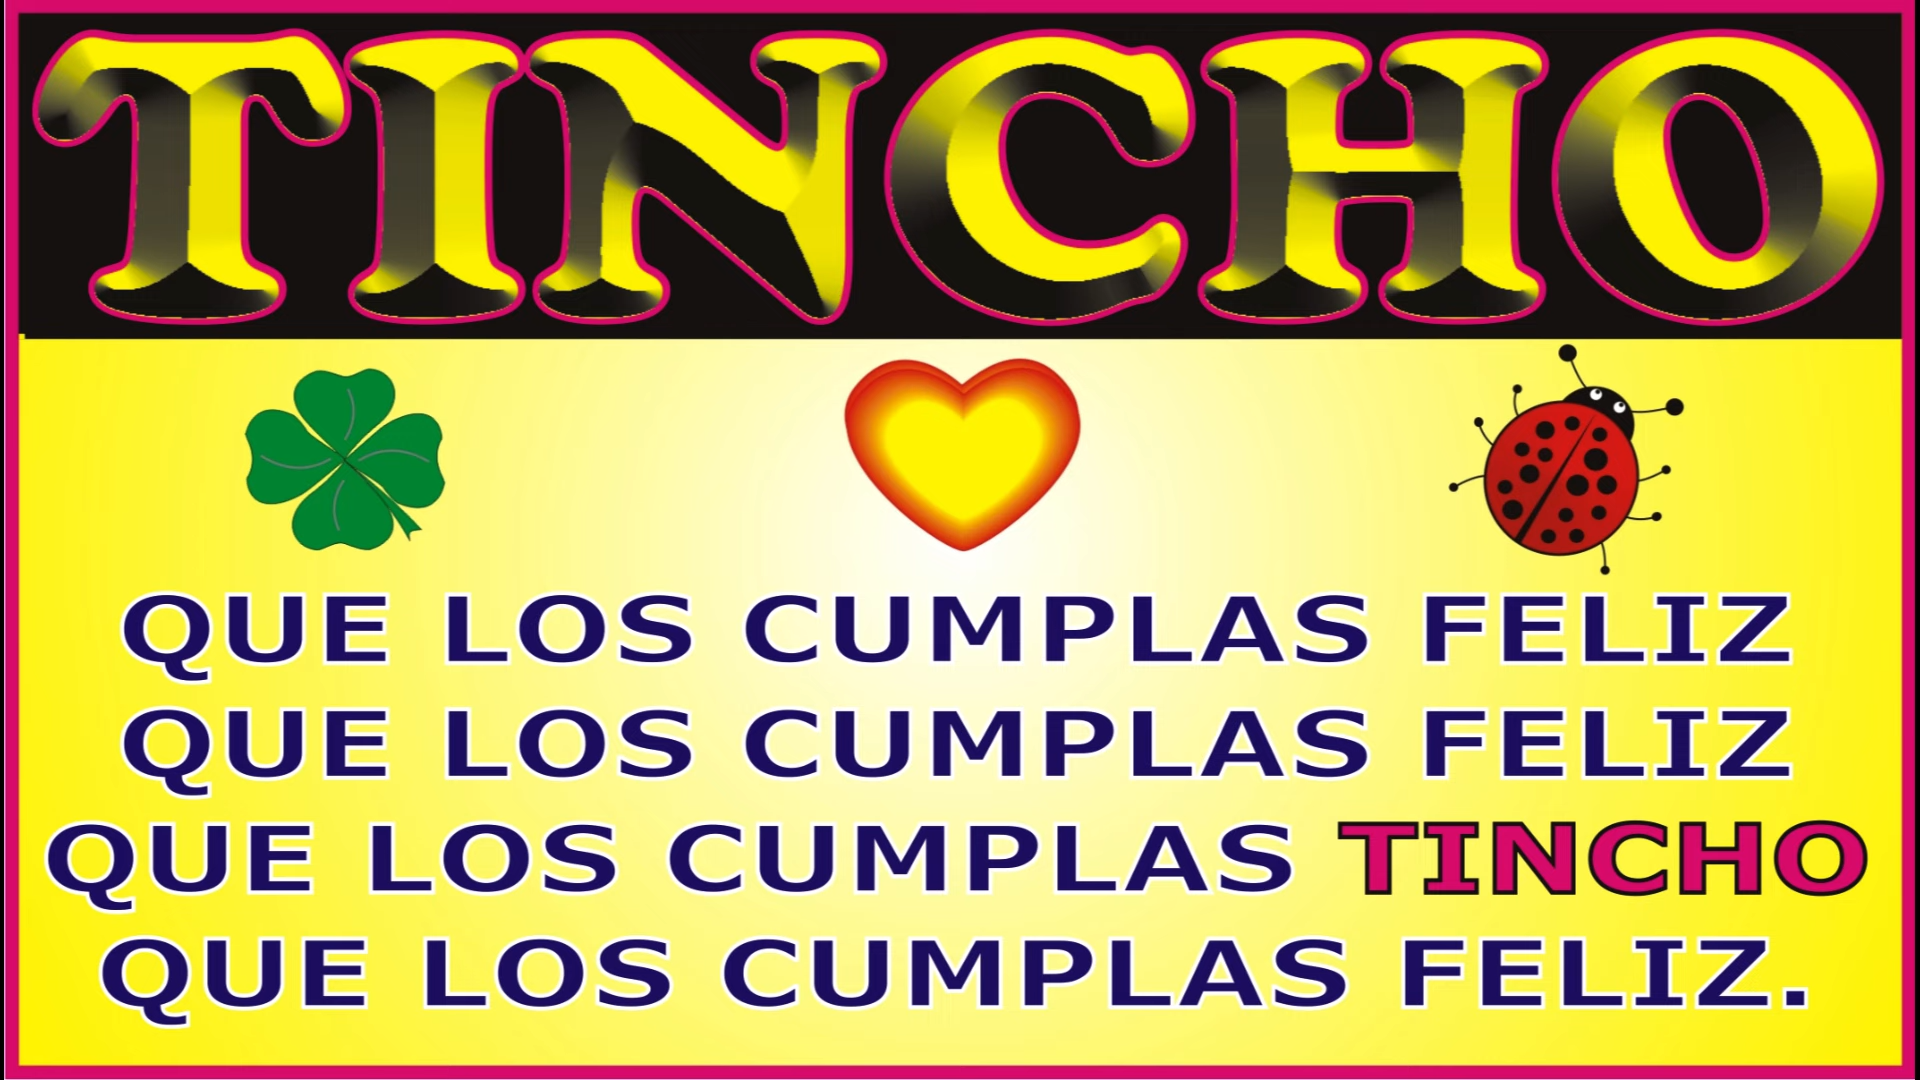 TINCHO
QUE LOS CUMPLAS FELIZ
QUE LOS CUMPLAS FELIZ
QUE LOS CUMPLAS TINCHO
QUE LOS CUMPLAS FELIZ.